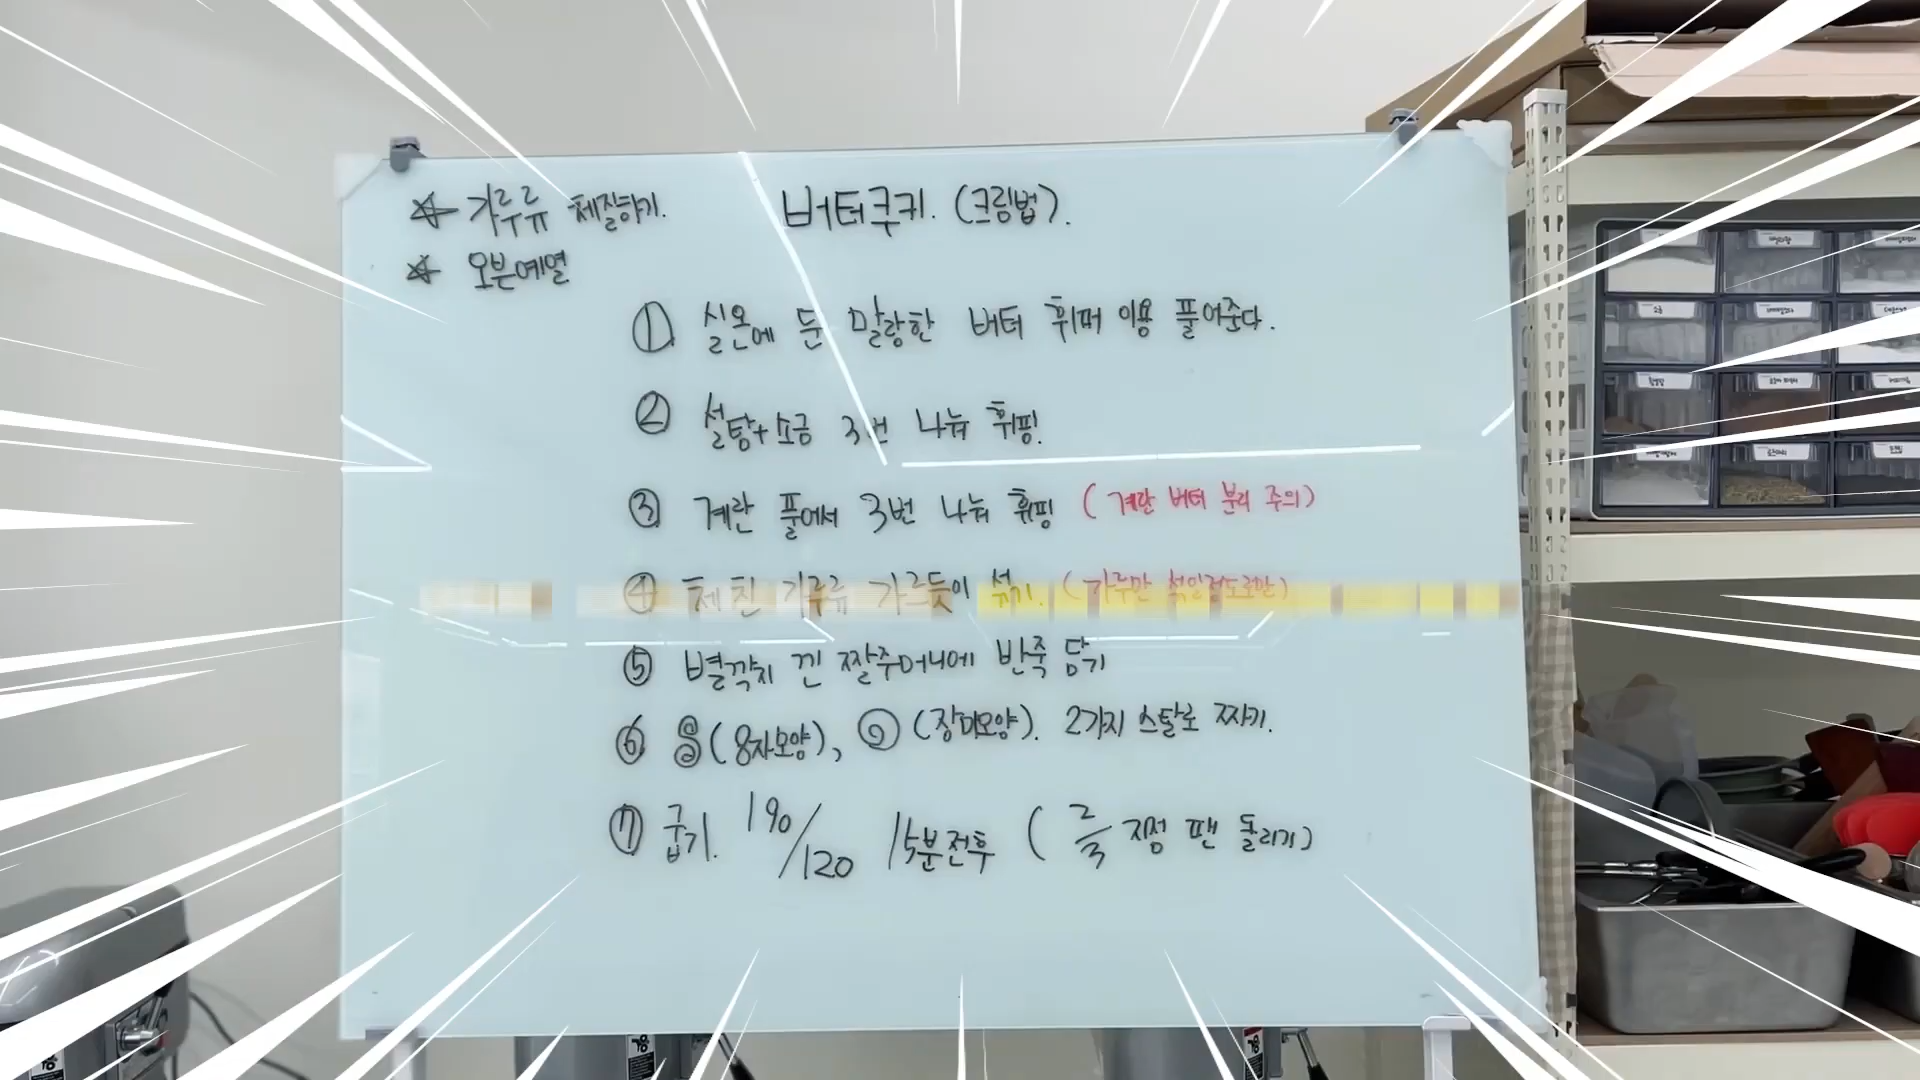 ☆ 가루류 체질하기.
버터쿠키. (크림법).
☆ 오븐예열
① 실온에 둔 말랑한 버터 휘퍼 이용 풀어준다.
② 설탕+소금 3번 나눠 휘핑.
③ 계란 풀에서 3번 나눠 휘핑 (계란 버터 분리 주의)
④ 체 친 가루류 가르듯이 섞기. (가루만 섞일정도로만)
⑤ 별깍지 낀 짤주머니에 반죽 담기
⑥ (8자모양), (장미모양). 2가지 스탈로 짜기.
⑦ 굽기. 190/120 15분전후 (2/3 지점 팬 돌리기)